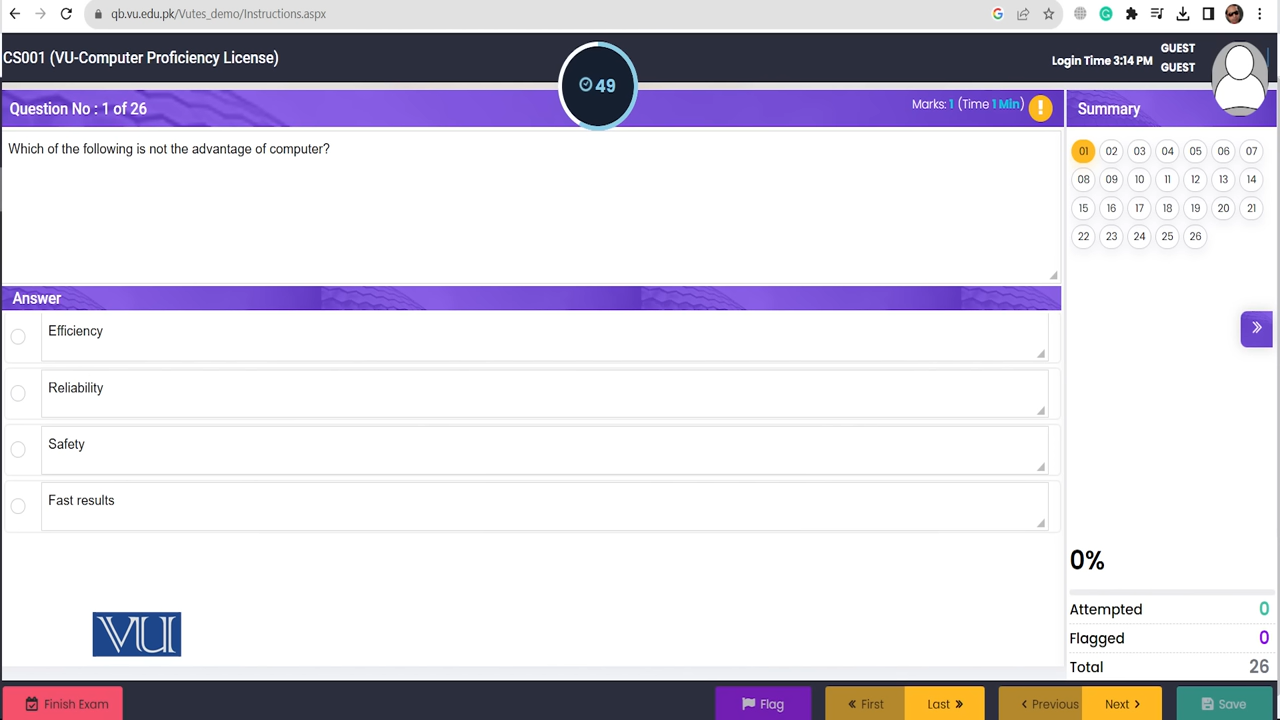 qb.vu.edu.pk/Vutes_demo/Instructions.aspx
CS001 (VU-Computer Proficiency License)
49
Login Time 3:14 PM
GUEST
GUEST
Question No : 1 of 26
Marks: 1 (Time 1 Min)
!
Summary
Which of the following is not the advantage of computer?
01 02 03 04 05 06 07
08 09 10 11 12 13 14
15 16 17 18 19 20 21
22 23 24 25 26
Answer
Efficiency
Reliability
Safety
Fast results
0%
Attempted 0
Flagged 0
Total 26
VU
Finish Exam
Flag
First
Last
Previous
Next
Save